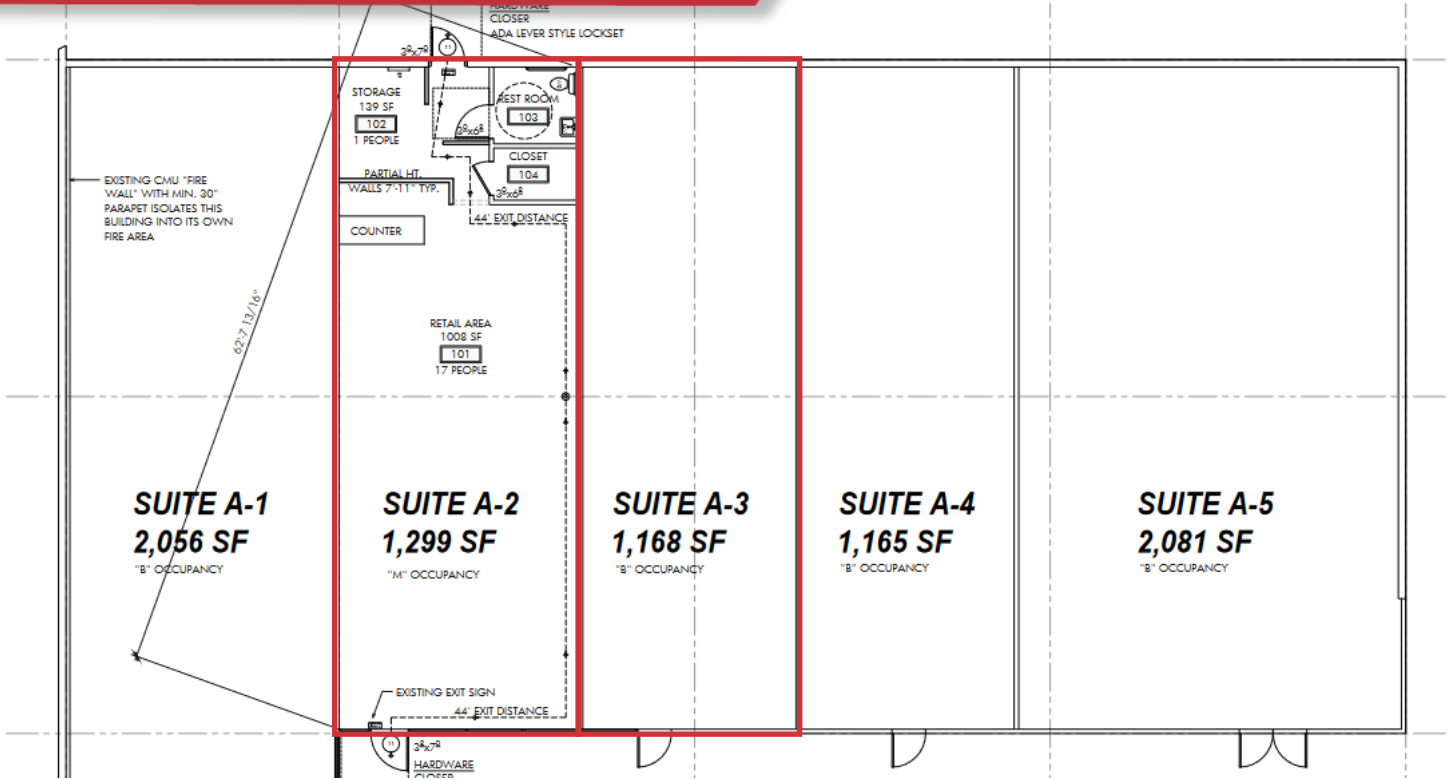 HARDWARE
CLOSER
ADA LEVER STYLE LOCKSET
11
STORAGE
139 SF
102
1 PEOPLE
REST ROOM
103
CLOSET
104
PARTIAL HT.
WALLS 7'-11" TYP.
44' EXIT DISTANCE
COUNTER
EXISTING CMU "FIRE
WALL" WITH MIN. 30"
PARAPET ISOLATES THIS
BUILDING INTO ITS OWN
FIRE AREA
62'-7 13/16"
RETAIL AREA
1008 SF
101
17 PEOPLE
SUITE A-1
2,056 SF
"B" OCCUPANCY
SUITE A-2
1,299 SF
"M" OCCUPANCY
SUITE A-3
1,168 SF
"B" OCCUPANCY
SUITE A-4
1,165 SF
"B" OCCUPANCY
SUITE A-5
2,081 SF
"B" OCCUPANCY
EXISTING EXIT SIGN
44' EXIT DISTANCE
11
HARDWARE
CLOSER